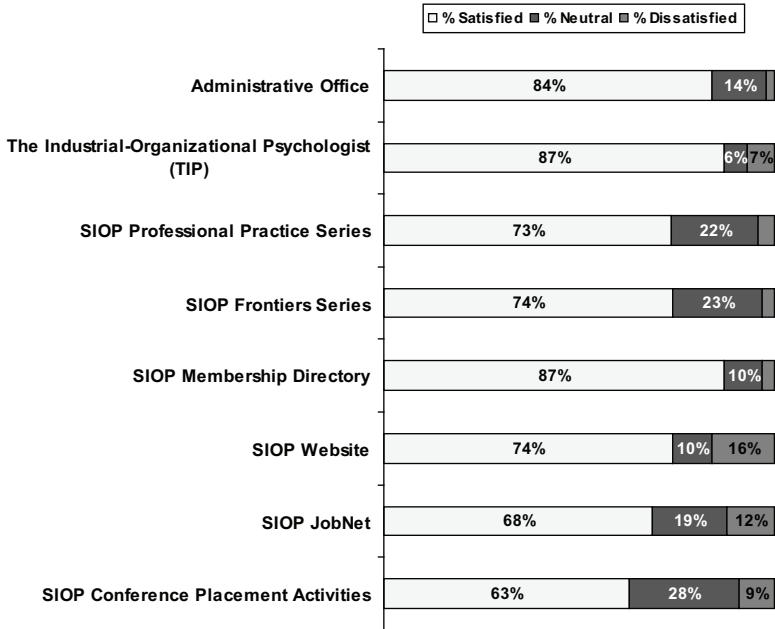 % Satisfied % Neutral % Dissatisfied
Administrative Office 84% 14%
The Industrial-Organizational Psychologist
(TIP) 87% 6% 7%
SIOP Professional Practice Series 73% 22%
SIOP Frontiers Series 74% 23%
SIOP Membership Directory 87% 10%
SIOP Website 74% 10% 16%
SIOP JobNet 68% 19% 12%
SIOP Conference Placement Activities 63% 28% 9%